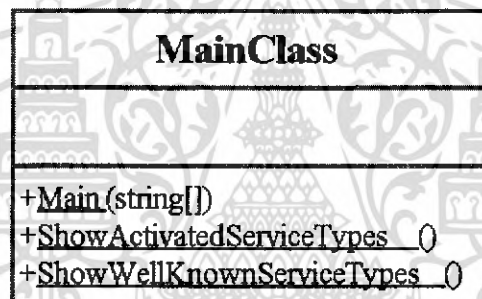 MainClass
+Main(string[])
+ShowActivatedServiceTypes ()
+ShowWellKnownServiceTypes ()